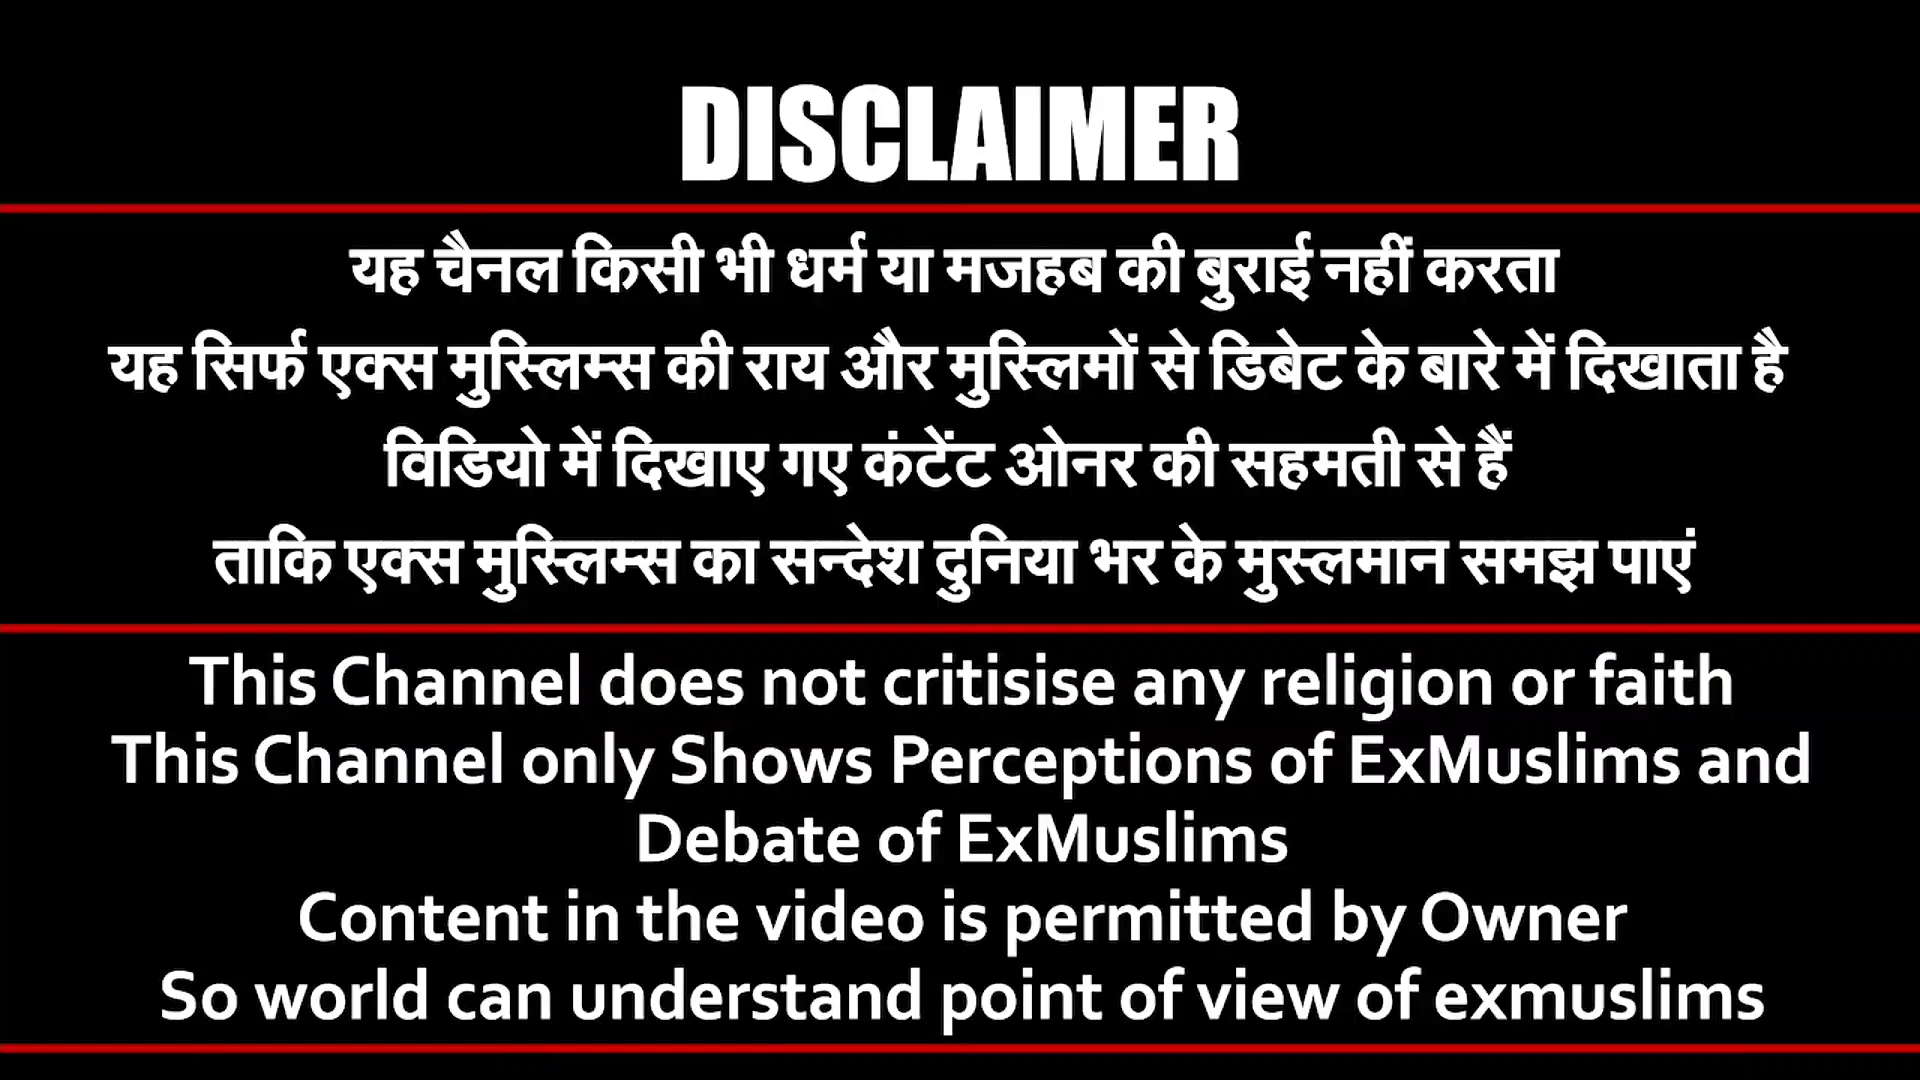 DISCLAIMER
यह चैनल किसी भी धर्म या मजहब की बुराई नहीं करता
यह सिर्फ एक्स मुस्लिम्स की राय और मुस्लिमों से डिबेट के बारे में दिखाता है
विडियो में दिखाए गए कंटेंट ओनर की सहमती से हैं
ताकि एक्स मुस्लिम्स का सन्देश दुनिया भर के मुस्लमान समझ पाएं
This Channel does not critisise any religion or faith
This Channel only Shows Perceptions of ExMuslims and
Debate of ExMuslims
Content in the video is permitted by Owner
So world can understand point of view of exmuslims